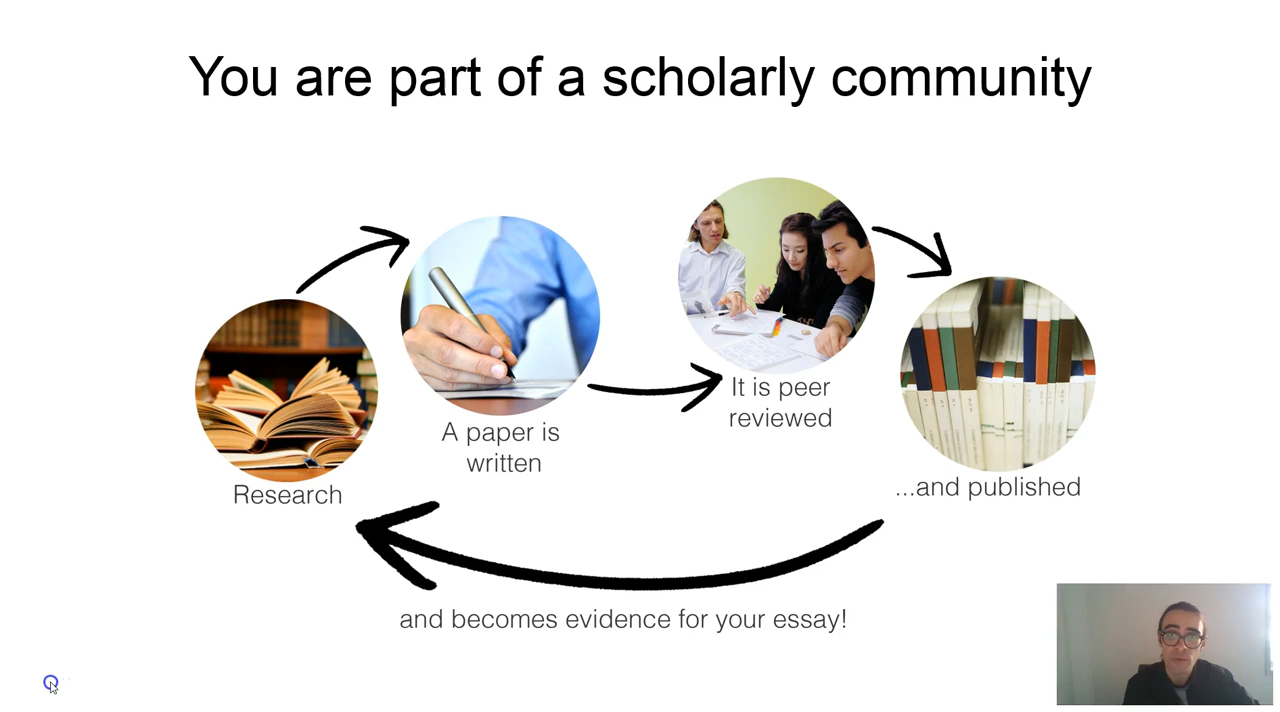 You are part of a scholarly community
Research
A paper is
written
It is peer
reviewed
...and published
and becomes evidence for your essay!